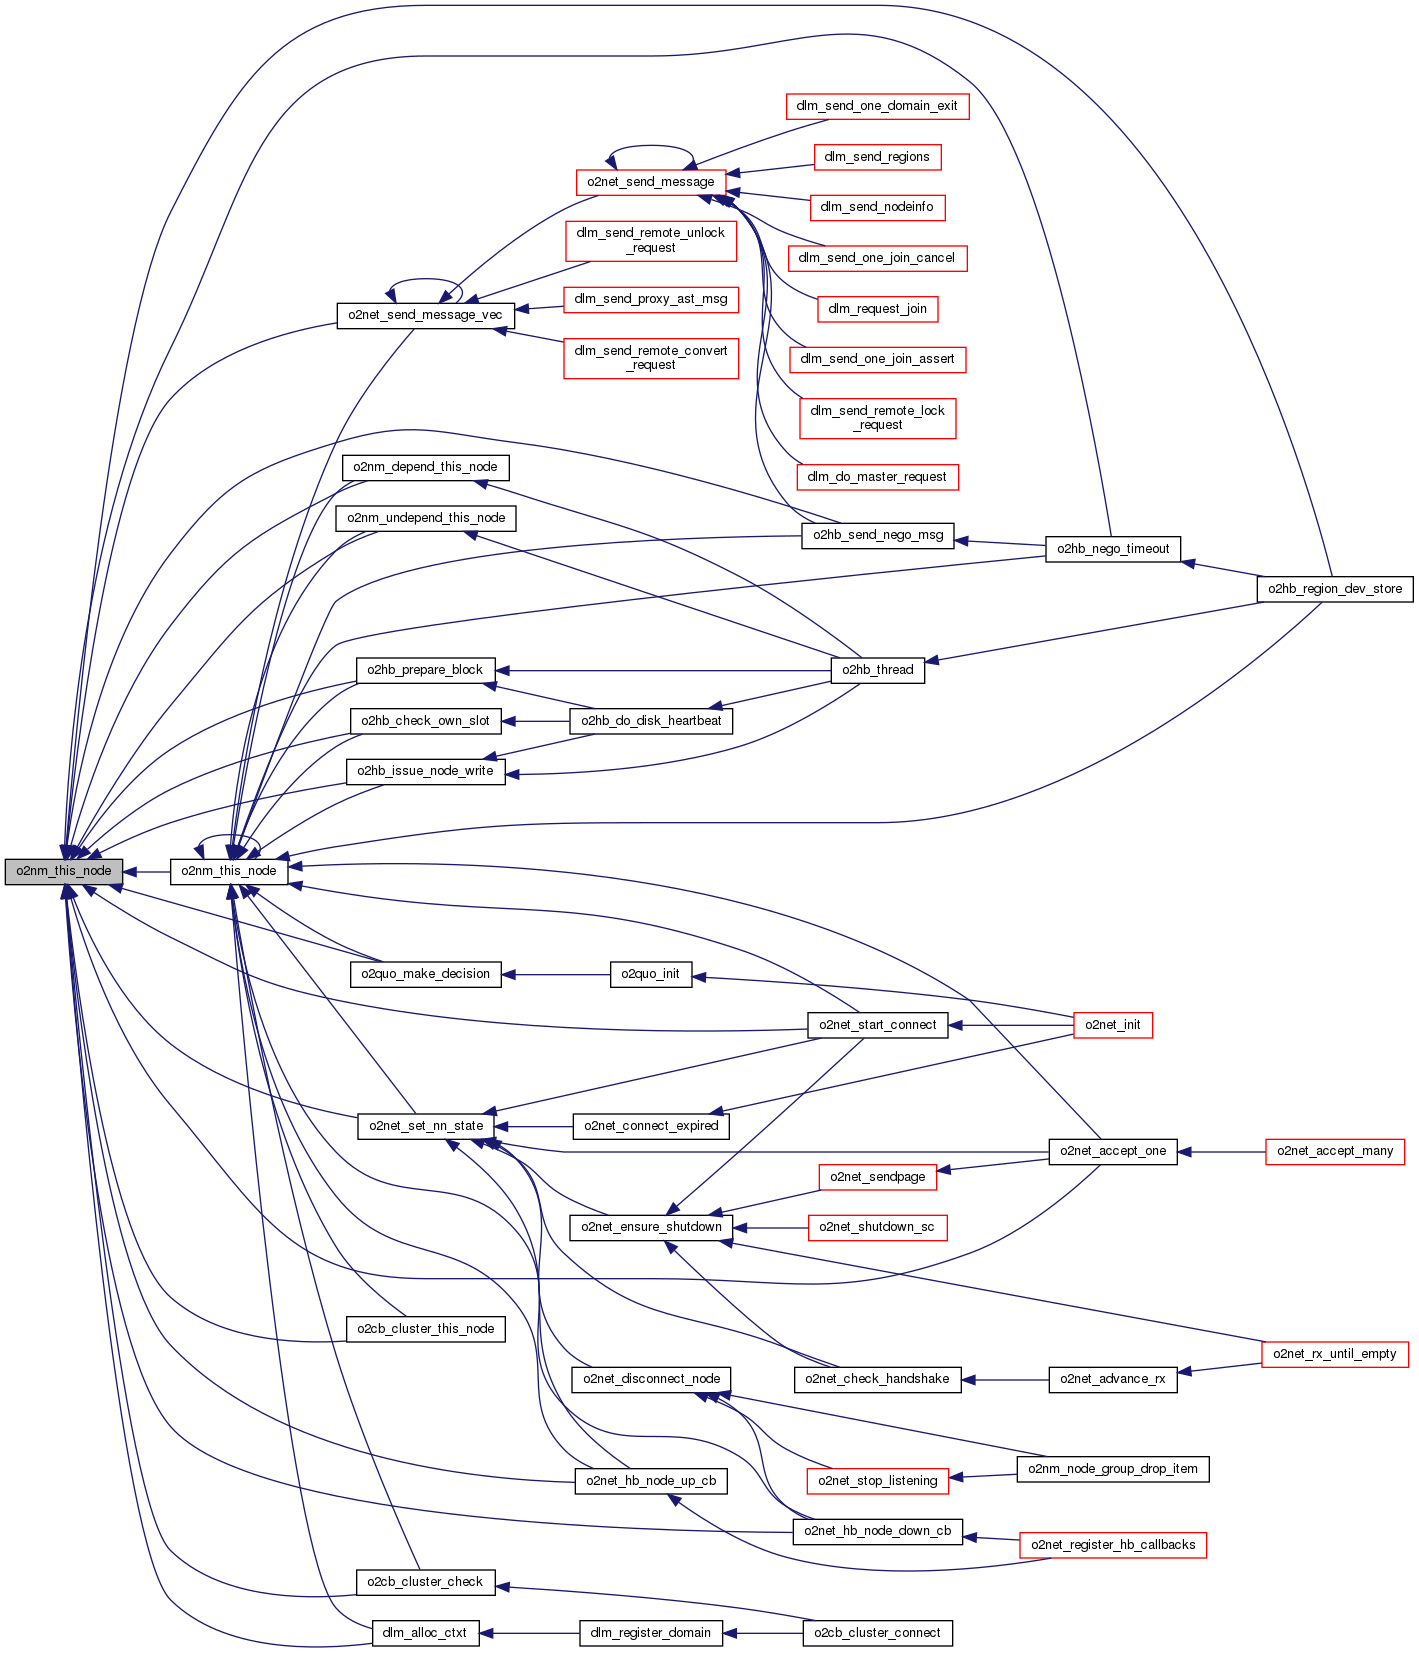 dlm_send_one_domain_exit
dlm_send_regions
o2net_send_message
dlm_send_nodeinfo
dlm_send_remote_unlock
_request
dlm_send_one_join_cancel
dlm_send_proxy_ast_msg
dlm_request_join
o2net_send_message_vec
dlm_send_remote_convert
_request
dlm_send_one_join_assert
dlm_send_remote_lock
_request
o2nm_depend_this_node
dlm_do_master_request
o2nm_undepend_this_node
o2hb_send_nego_msg
o2hb_nego_timeout
o2hb_region_dev_store
o2hb_prepare_block
o2hb_thread
o2hb_check_own_slot
o2hb_do_disk_heartbeat
o2hb_issue_node_write
o2nm_this_node
o2nm_this_node
o2quo_make_decision
o2quo_init
o2net_start_connect
o2net_init
o2net_set_nn_state
o2net_connect_expired
o2net_accept_one
o2net_accept_many
o2net_sendpage
o2net_ensure_shutdown
o2net_shutdown_sc
o2cb_cluster_this_node
o2net_rx_until_empty
o2net_disconnect_node
o2net_check_handshake
o2net_advance_rx
o2nm_node_group_drop_item
o2net_hb_node_up_cb
o2net_stop_listening
o2net_hb_node_down_cb
o2net_register_hb_callbacks
o2cb_cluster_check
dlm_alloc_ctxt
dlm_register_domain
o2cb_cluster_connect